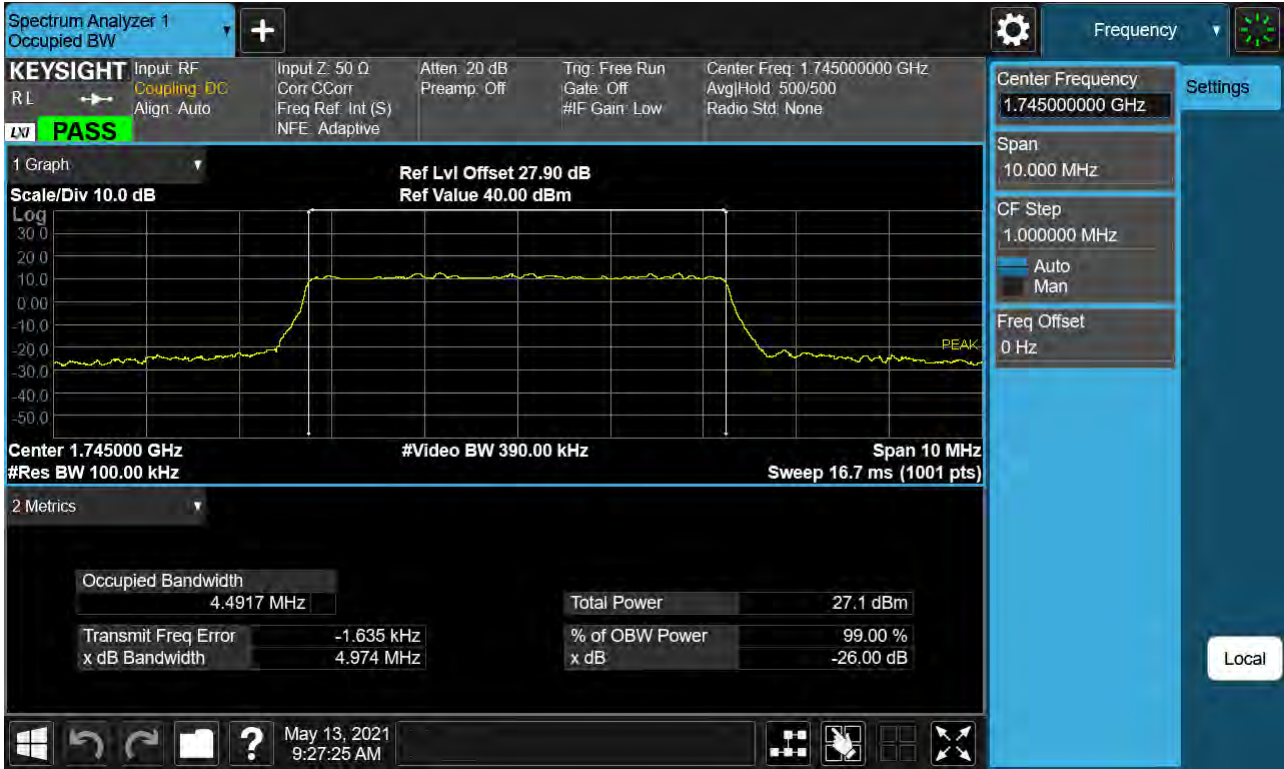 Spectrum Analyzer 1
Occupied BW
+
Frequency
KEYSIGHT
R L
LXI PASS
Input: RF
Coupling: DC
Align: Auto
Input Z: 50 Ω
Corr CCorr
Freq Ref: Int (S)
NFE: Adaptive
Atten: 20 dB
Preamp: Off
Trig: Free Run
Gate: Off
#IF Gain: Low
Center Freq: 1.745000000 GHz
Avg|Hold: 500/500
Radio Std: None
Center Frequency
1.745000000 GHz
Settings
Span
10.000 MHz
CF Step
1.000000 MHz
Auto
Man
Freq Offset
0 Hz
1 Graph
Scale/Div 10.0 dB
Ref Lvl Offset 27.90 dB
Ref Value 40.00 dBm
Log
30.0
20.0
10.0
0.00
-10.0
-20.0
-30.0
-40.0
-50.0
PEAK
Center 1.745000 GHz
#Video BW 390.00 kHz
Span 10 MHz
#Res BW 100.00 kHz
Sweep 16.7 ms (1001 pts)
2 Metrics
Occupied Bandwidth
4.4917 MHz
Total Power 27.1 dBm
Transmit Freq Error -1.635 kHz
% of OBW Power 99.00 %
x dB Bandwidth 4.974 MHz
x dB -26.00 dB
Local
?
May 13, 2021
9:27:25 AM